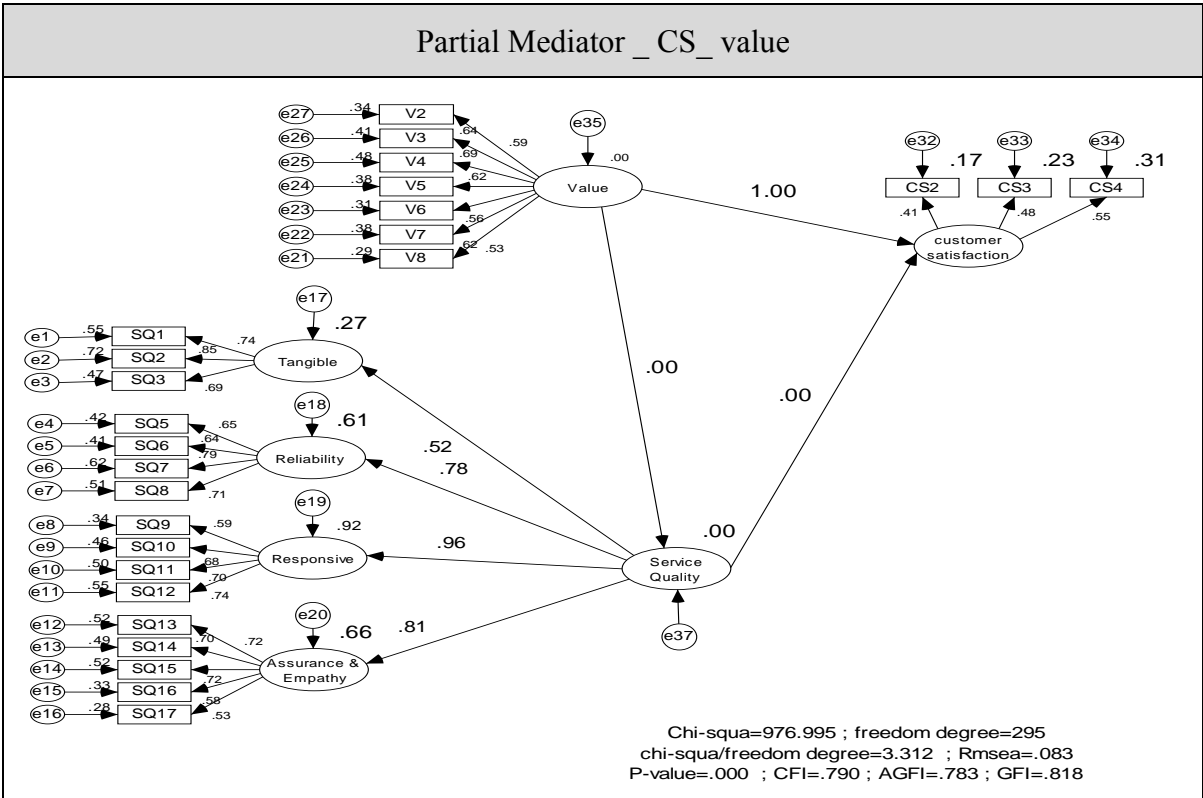 Partial Mediator _ CS_ value
e27 .34 V2
e26 .41 V3
e25 .48 V4
e24 .38 V5
e23 .31 V6
e22 .38 V7
e21 .29 V8
.59
.64
.69
.62
.56
.62
.53
e35
.00
Value
1.00
e32
e33
e34
.17
.23
.31
CS2
CS3
CS4
.41
.48
.55
customer
satisfaction
e17
.27
e1 .55 SQ1 .74
e2 .72 SQ2 .85
e3 .47 SQ3 .69
Tangible
.00
.00
e18
.61
e4 .42 SQ5 .65
e5 .41 SQ6 .64
e6 .62 SQ7 .79
e7 .51 SQ8 .71
Reliability
.52
.78
e19
.92
e8 .34 SQ9 .59
e9 .46 SQ10 .68
e10 .50 SQ11 .70
e11 .55 SQ12 .74
Responsive
.96
.00
Service
Quality
e37
e20
.66
.81
e12 .52 SQ13 .72
e13 .49 SQ14 .70
e14 .52 SQ15 .72
e15 .33 SQ16 .58
e16 .28 SQ17 .53
Assurance &
Empathy
Chi-squa=976.995 ; freedom degree=295
chi-squa/freedom degree=3.312 ; Rmsea=.083
P-value=.000 ; CFI=.790 ; AGFI=.783 ; GFI=.818